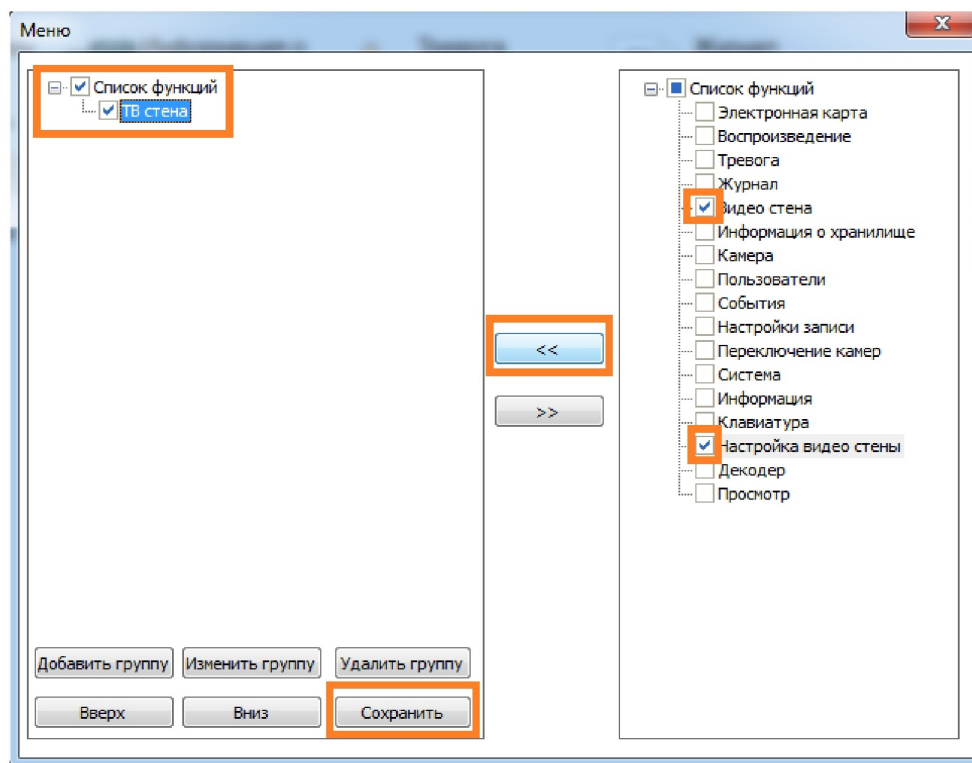 Меню
Тревога
Журнал
Список функций
ТВ стена
<<
>>
Добавить группу
Изменить группу
Удалить группу
Вверх
Вниз
Сохранить
Список функций
Электронная карта
Воспроизведение
Тревога
Журнал
Видео стена
Информация о хранилище
Камера
Пользователи
События
Настройки записи
Переключение камер
Система
Информация
Клавиатура
Настройка видео стены
Декодер
Просмотр